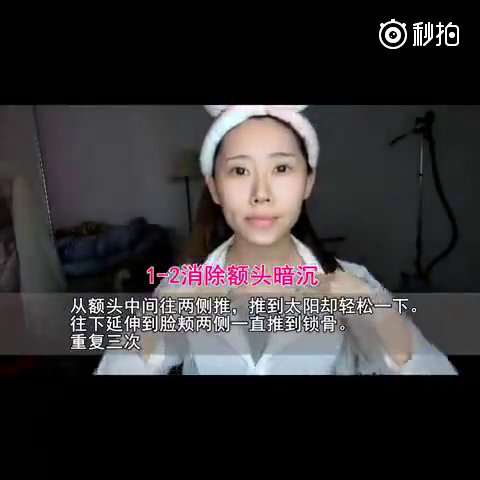 秒拍
1-2消除额头暗沉
从额头中间往两侧推，推到太阳却轻松一下。
往下延伸到脸颊两侧一直推到锁骨。
重复三次